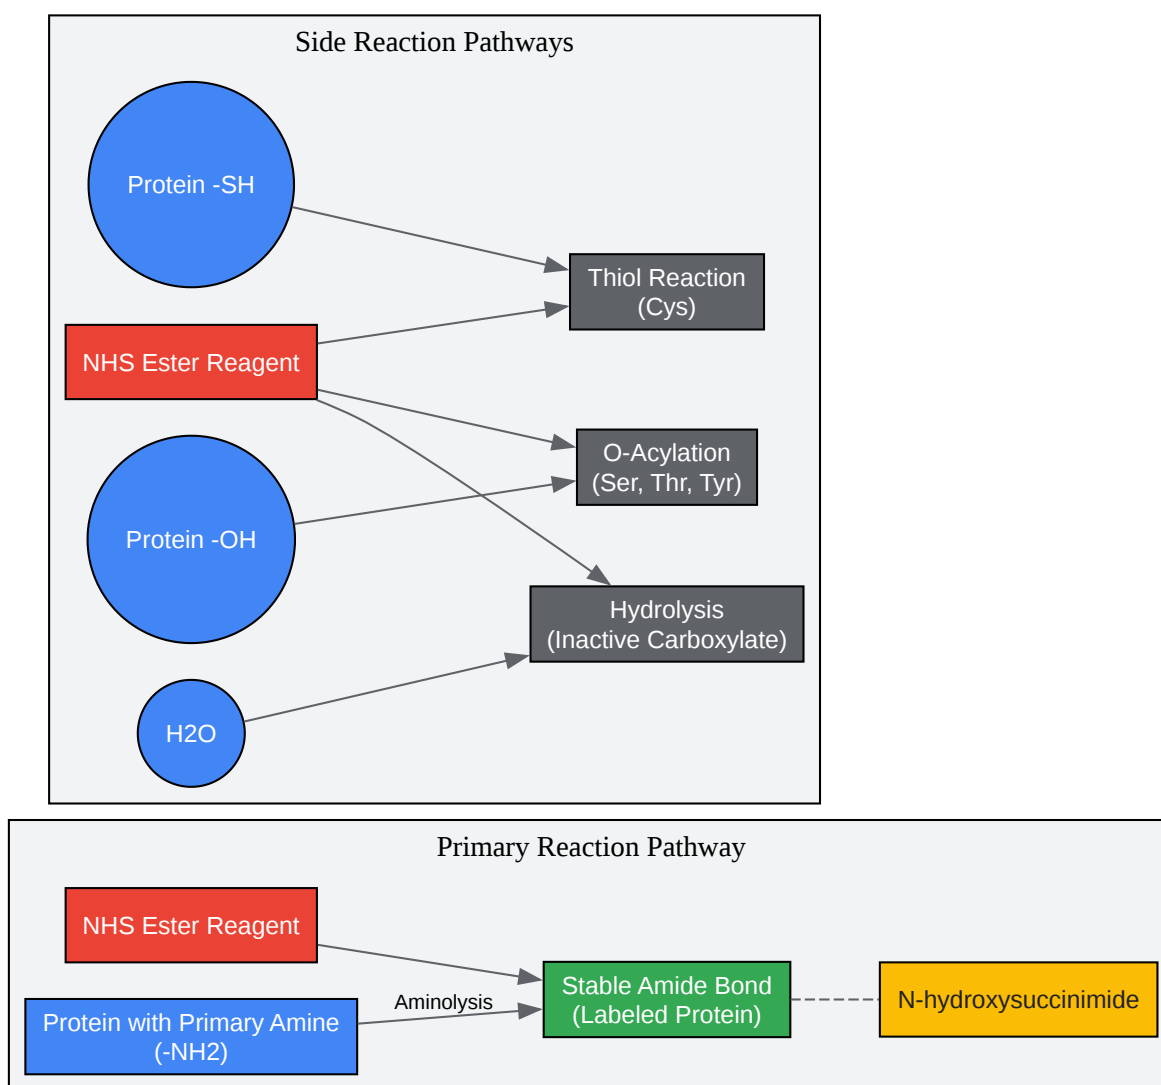 Side Reaction Pathways
Protein -SH
Thiol Reaction
(Cys)
NHS Ester Reagent
O-Acylation
(Ser, Thr, Tyr)
Protein -OH
Hydrolysis
(Inactive Carboxylate)
H2O
Primary Reaction Pathway
NHS Ester Reagent
Aminolysis
Stable Amide Bond
(Labeled Protein)
N-hydroxysuccinimide
Protein with Primary Amine
(-NH2)